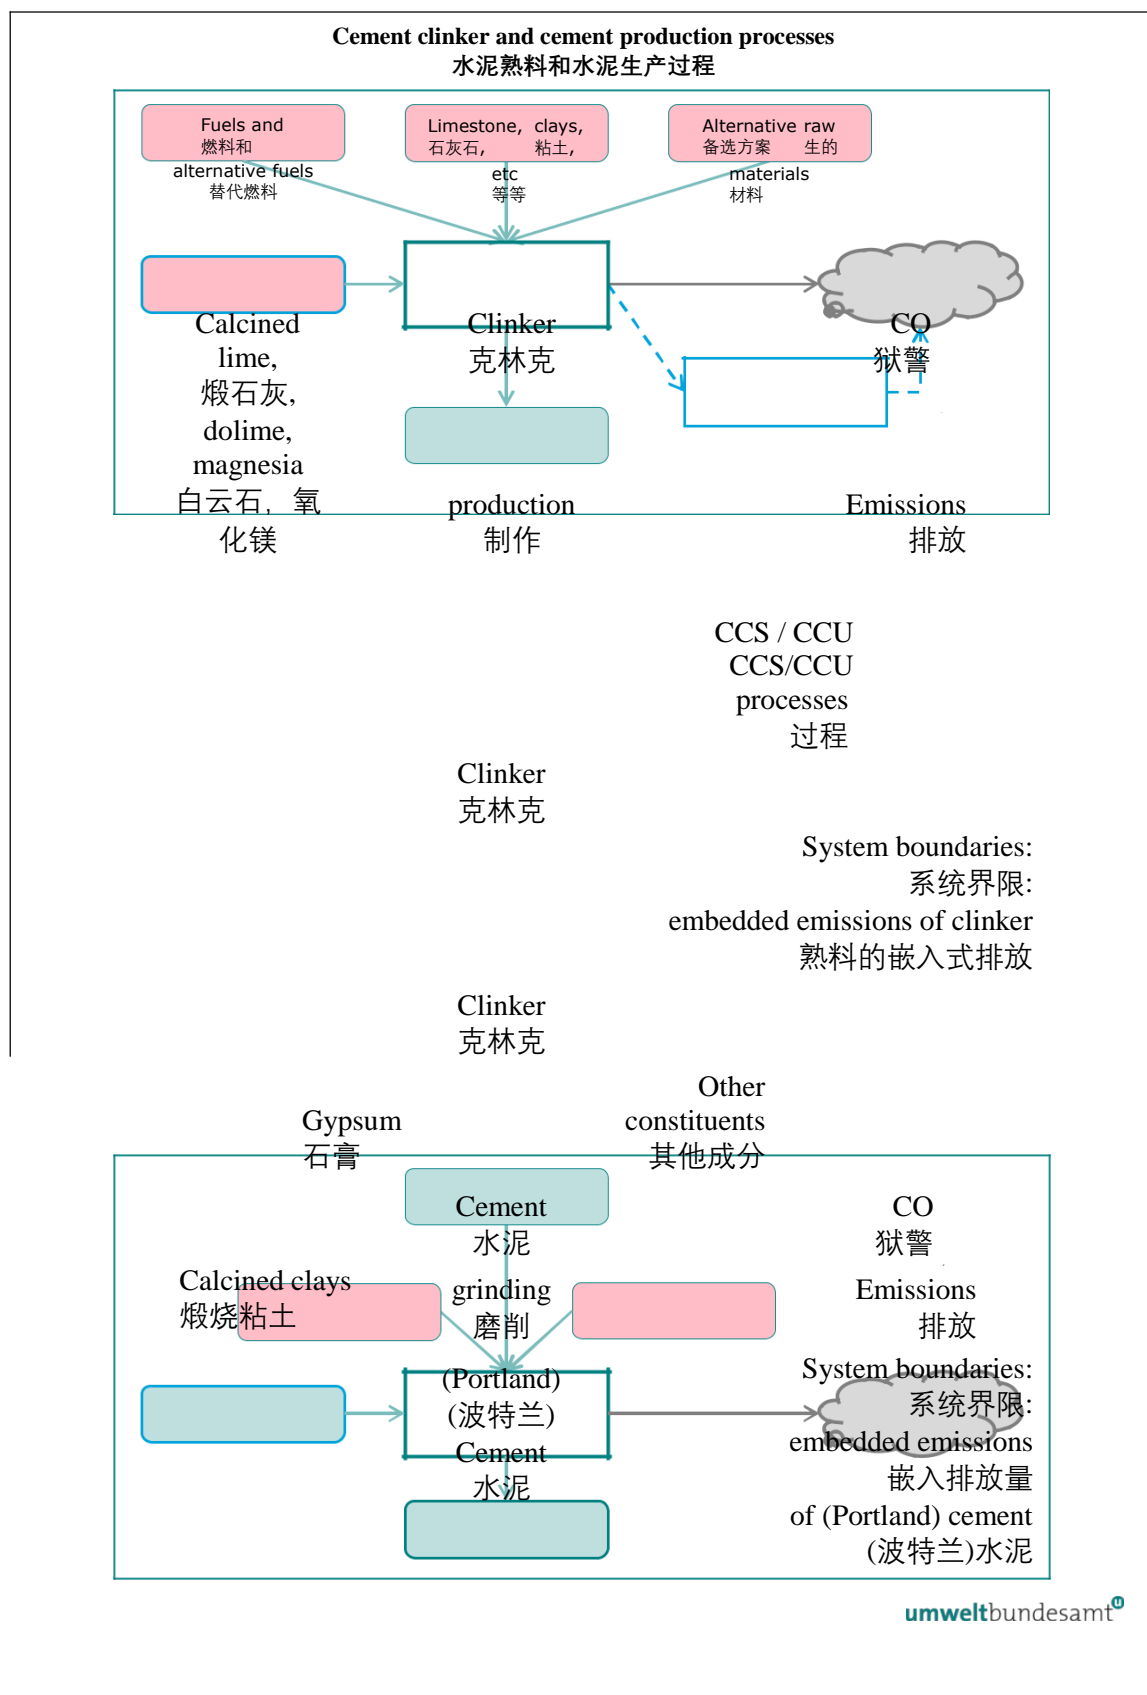 Cement clinker and cement production processes
水泥熟料和水泥生产过程
Fuels and
燃料和
alternative fuels
替代燃料
Limestone, clays,
石灰石, 粘土,
etc
等等
Alternative raw
备选方案 生的
materials
材料
Calcined
lime,
煅石灰,
dolime,
magnesia
白云石, 氧
化镁
Clinker
克林克
production
制作
CO
狱警
Emissions
排放
CCS / CCU
CCS/CCU
processes
过程
Clinker
克林克
System boundaries:
系统界限:
embedded emissions of clinker
熟料的嵌入式排放
Clinker
克林克
Gypsum
石膏
Other
constituents
其他成分
Calcined clays
煅烧粘土
Cement
水泥
grinding
磨削
(Portland)
(波特兰)
Cement
水泥
CO
狱警
Emissions
排放
System boundaries:
系统界限:
embedded emissions
嵌入排放量
of (Portland) cement
(波特兰)水泥
umweltbundesamt